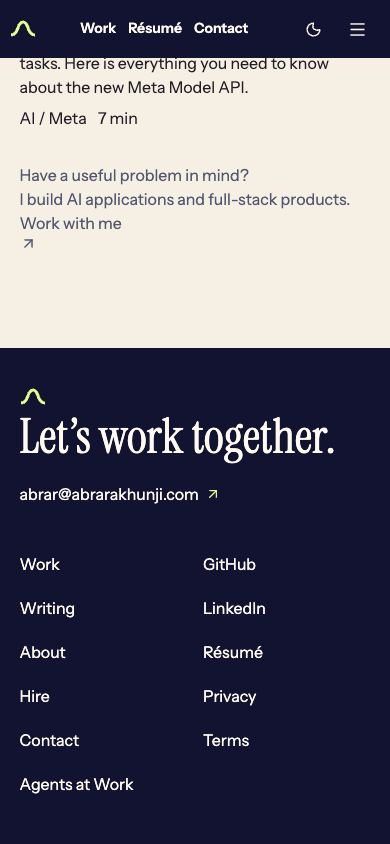 Work Résumé Contact
tasks. Here is everything you need to know
about the new Meta Model API.
AI / Meta 7 min
Have a useful problem in mind?
I build AI applications and full-stack products.
Work with me
Let’s work together.
abrar@abrarakhunji.com
Work
Writing
About
Hire
Contact
Agents at Work
GitHub
LinkedIn
Résumé
Privacy
Terms